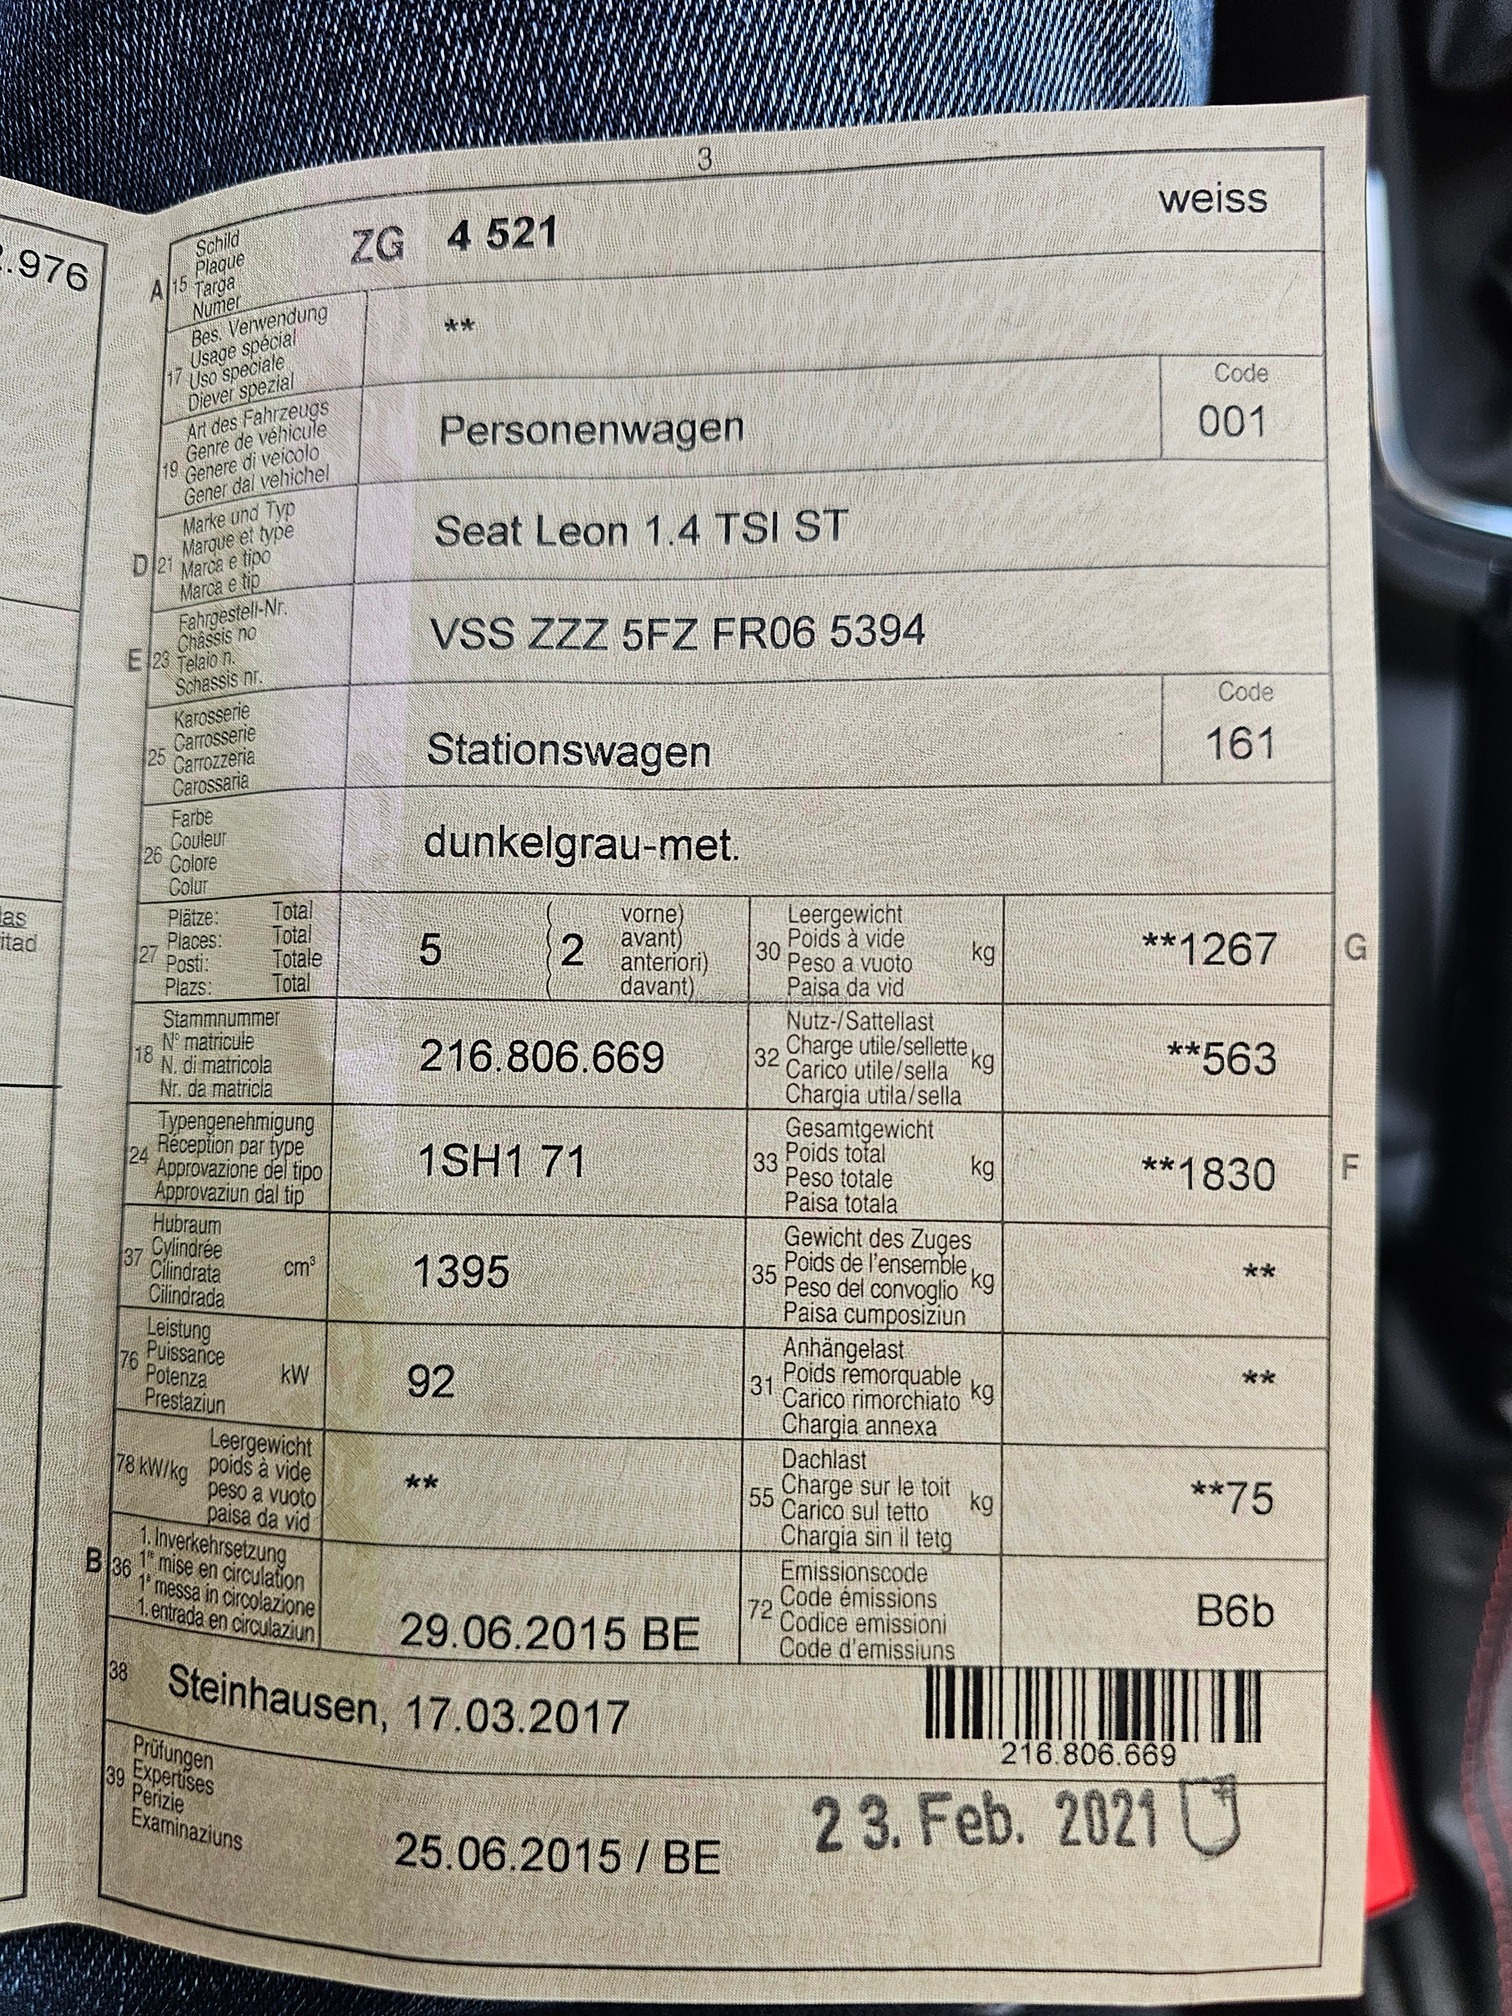 3
.976
as
itad
A 15 Schild
Plaque
Targa
Numer
ZG 4 521 weiss
17 Bes. Verwendung
Usage spécial
Uso speciale
Diever spezial
**
19 Art des Fahrzeugs
Genre de véhicule
Genere di veicolo
Gener dal vehichel
Personenwagen
Code
001
D 21 Marke und Typ
Marque et type
Marca e tipo
Marca e tip
Seat Leon 1.4 TSI ST
E 23 Fahrgestell-Nr.
Châssis no
Telaio n.
Schassis nr.
VSS ZZZ 5FZ FR06 5394
25 Karosserie
Carrosserie
Carrozzeria
Carossaria
Stationswagen
Code
161
26 Farbe
Couleur
Colore
Colur
dunkelgrau-met.
27 Plätze: Total
Places: Total
Posti: Totale
Plazs: Total
5 ( 2 vorne)
avant)
anteriori)
davant)
30 Leergewicht
Poids à vide
Peso a vuoto
Paisa da vid
kg
**1267
G
18 Stammnummer
N° matricule
N. di matricola
Nr. da matricla
216.806.669
32 Nutz-/Sattellast
Charge utile/sellette
Carico utile/sella
Chargia utila/sella
kg
**563
24 Typengenehmigung
Réception par type
Approvazione del tipo
Approvaziun dal tip
1SH1 71
33 Gesamtgewicht
Poids total
Peso totale
Paisa totala
kg
**1830
F
37 Hubraum
Cylindrée
Cilindrata
Cilindrada
cm³
1395
35 Gewicht des Zuges
Poids de l'ensemble
Peso del convoglio
Paisa cumposiziun
kg
**
76 Leistung
Puissance
Potenza
Prestaziun
kW
92
31 Anhängelast
Poids remorquable
Carico rimorchiato
Chargia annexa
kg
**
78 kW/kg Leergewicht
poids à vide
peso a vuoto
paisa da vid
**
55 Dachlast
Charge sur le toit
Carico sul tetto
Chargia sin il tetg
kg
**75
B 36 1. Inverkehrsetzung
1re mise en circulation
1a messa in circolazione
1. entrada en circulaziun
29.06.2015 BE
72 Emissionscode
Code émissions
Codice emissioni
Code d'emissiuns
B6b
38 Steinhausen, 17.03.2017
216.806.669
39 Prüfungen
Expertises
Perizie
Examinaziuns
25.06.2015 / BE
23. Feb. 2021